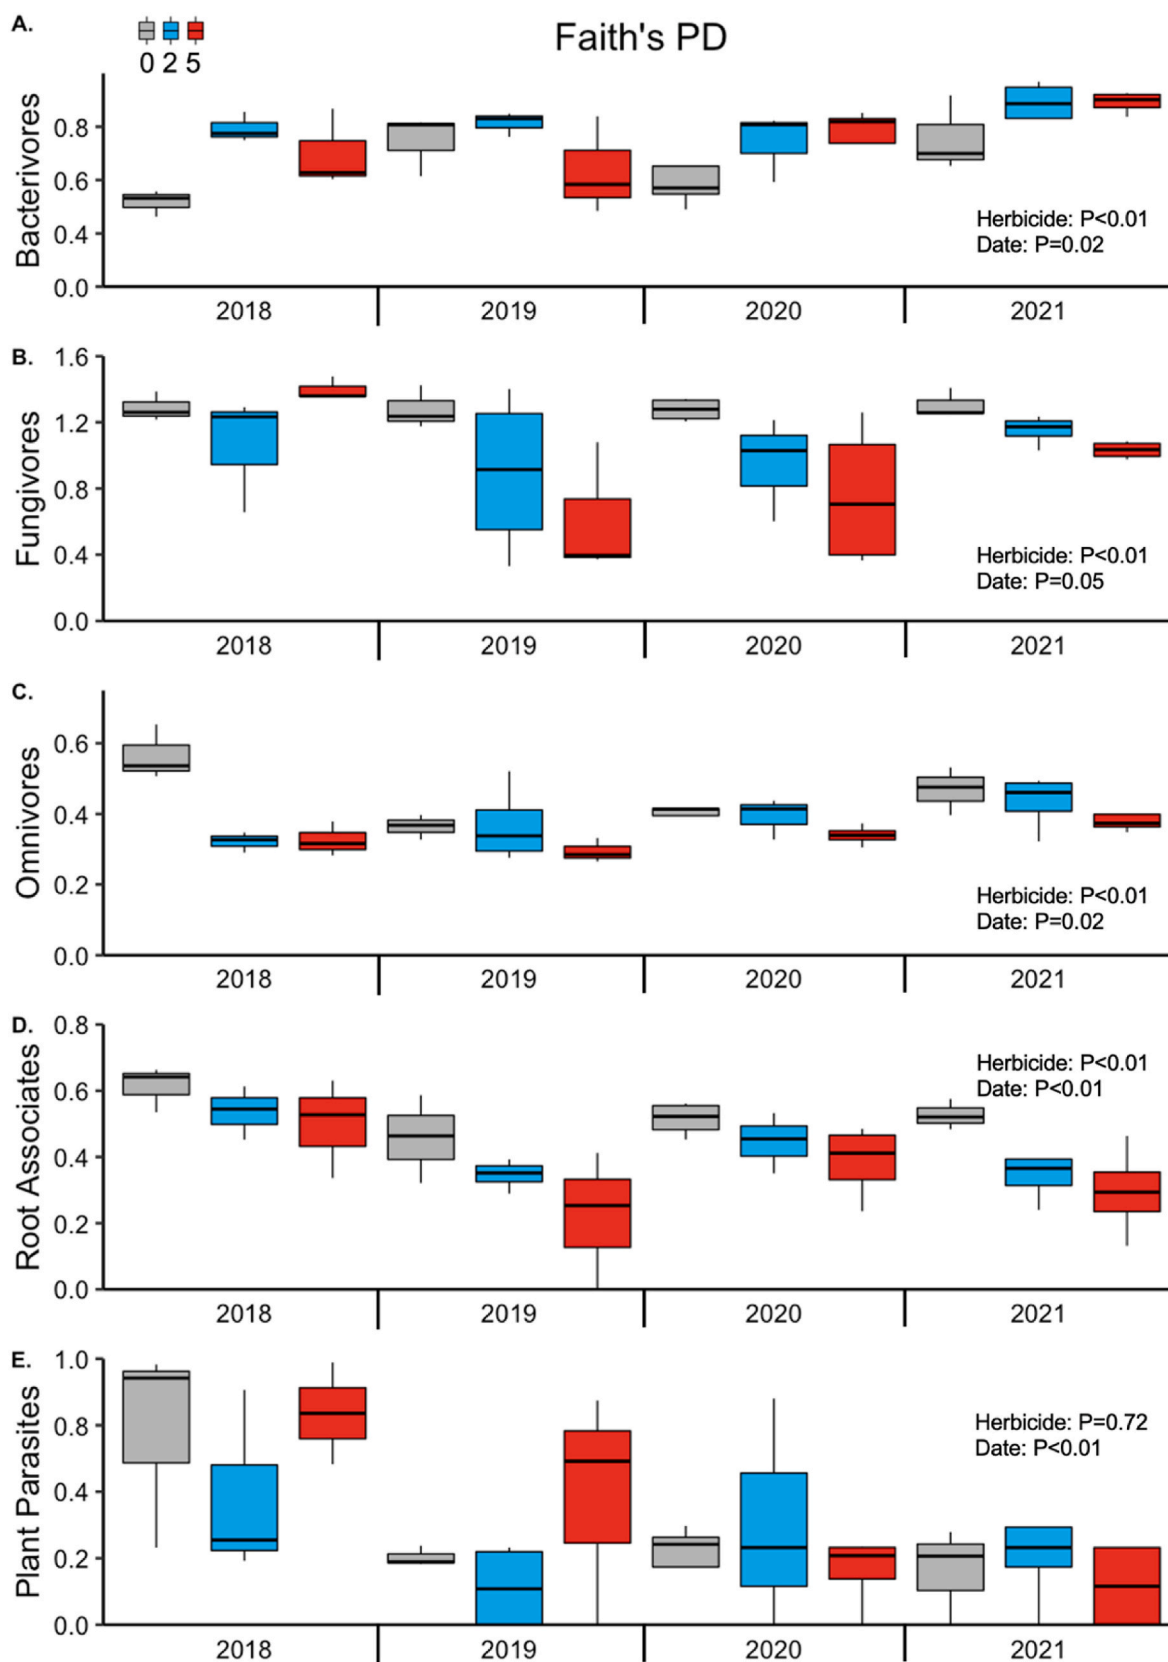 A.
Faith's PD
0 2 5
Bacterivores
0.8
0.6
0.4
0.0
Herbicide: P<0.01
Date: P=0.02
2018 2019 2020 2021
B.
Fungivores
1.6
1.2
0.8
0.4
0.0
Herbicide: P<0.01
Date: P=0.05
2018 2019 2020 2021
C.
Omnivores
0.6
0.4
0.2
0.0
Herbicide: P<0.01
Date: P=0.02
2018 2019 2020 2021
D.
Root Associates
0.8
0.6
0.4
0.2
0.0
Herbicide: P<0.01
Date: P<0.01
2018 2019 2020 2021
E.
Plant Parasites
1.0
0.8
0.4
0.2
0.0
Herbicide: P=0.72
Date: P<0.01
2018 2019 2020 2021